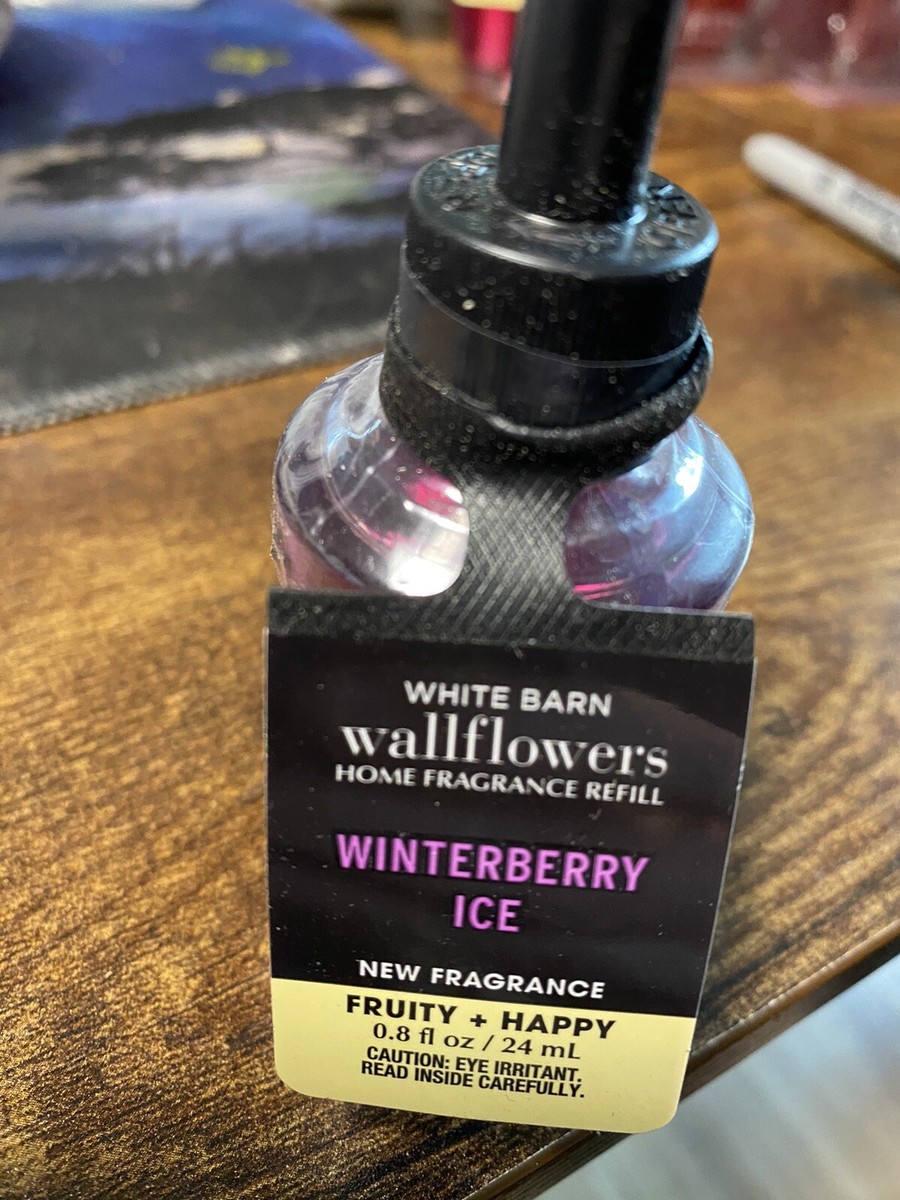 WHITE BARN
wallflowers
HOME FRAGRANCE REFILL
WINTERBERRY
ICE
NEW FRAGRANCE
FRUITY + HAPPY
0.8 fl oz / 24 mL
CAUTION: EYE IRRITANT.
READ INSIDE CAREFULLY.